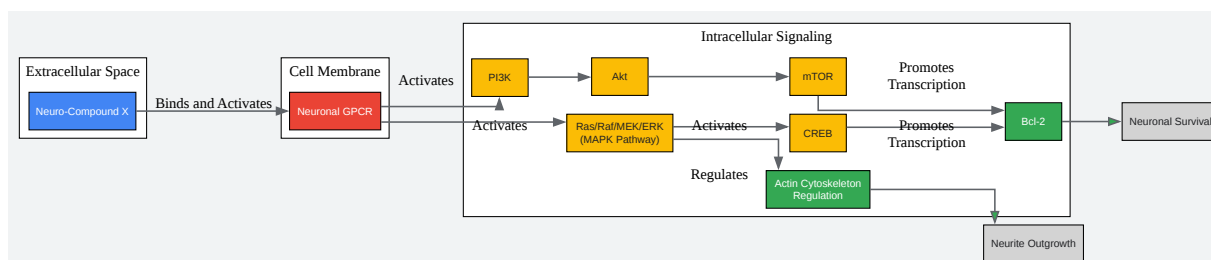 Intracellular Signaling
Extracellular Space
Cell Membrane
Neuro-Compound X
Binds and Activates
Neuronal GPCR
Activates
Activates
PI3K
Akt
mTOR
Promotes
Transcription
Ras/Raf/MEK/ERK
(MAPK Pathway)
Activates
CREB
Promotes
Transcription
Bcl-2
Neuronal Survival
Regulates
Actin Cytoskeleton
Regulation
Neurite Outgrowth